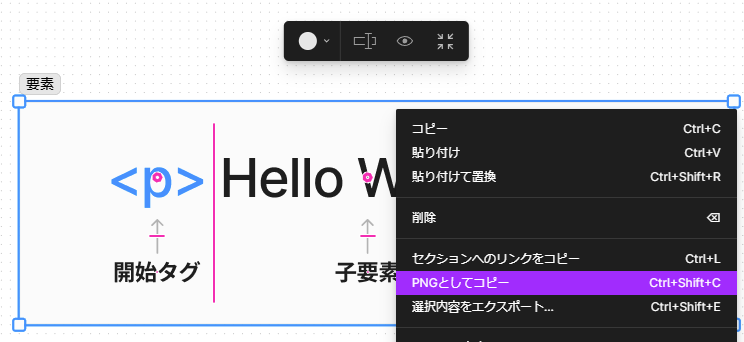 要素
<p> Hello W
開始タグ
子要素
コピー Ctrl+C
貼り付け Ctrl+V
貼り付けて置換 Ctrl+Shift+R
削除 ⌫
セクションへのリンクをコピー Ctrl+L
PNGとしてコピー Ctrl+Shift+C
選択内容をエクスポート... Ctrl+Shift+E